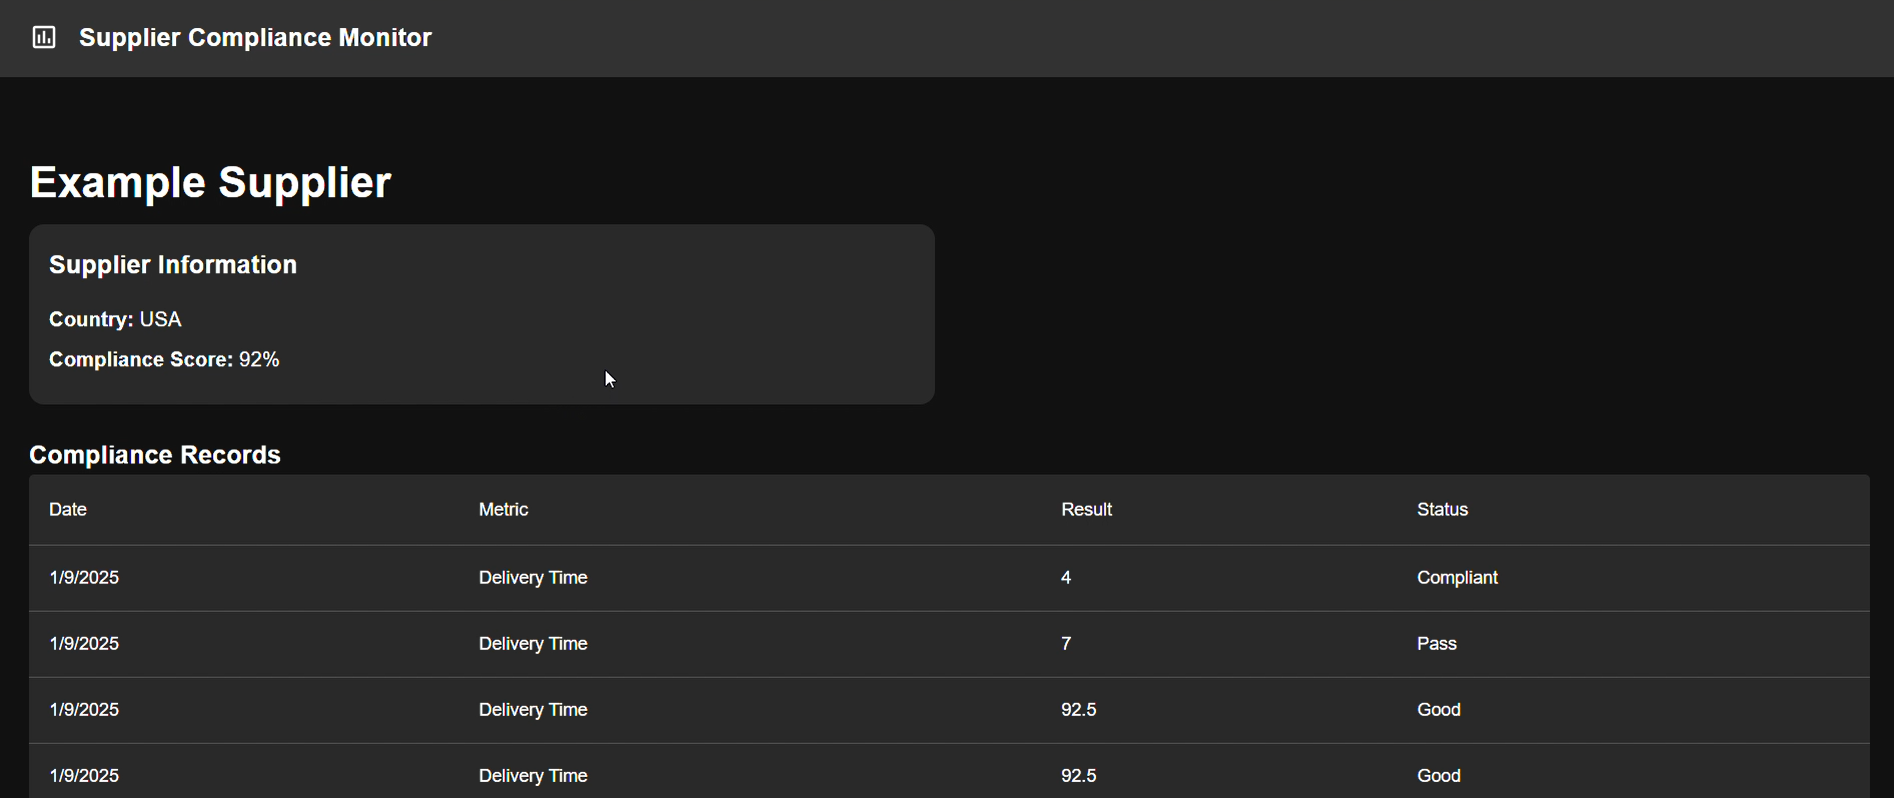 Supplier Compliance Monitor
Example Supplier
Supplier Information
Country: USA
Compliance Score: 92%
Compliance Records
Date Metric Result Status
1/9/2025 Delivery Time 4 Compliant
1/9/2025 Delivery Time 7 Pass
1/9/2025 Delivery Time 92.5 Good
1/9/2025 Delivery Time 92.5 Good